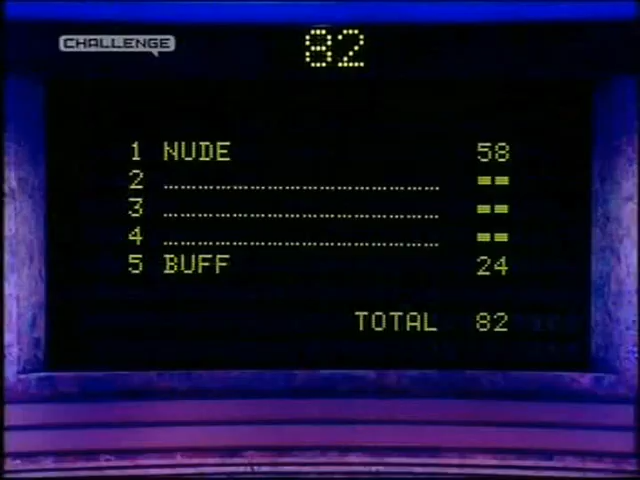 CHALLENGE
82
1 NUDE 58
2 ........................................ ==
3 ........................................ ==
4 ........................................ ==
5 BUFF 24
TOTAL 82